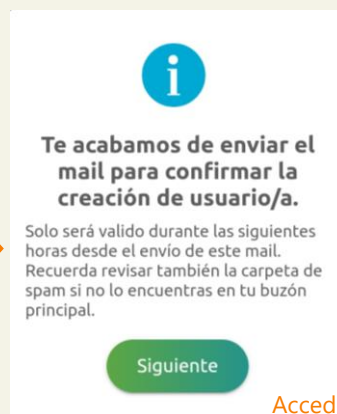 i
Te acabamos de enviar el
mail para confirmar la
creación de usuario/a.
Solo será valido durante las siguientes
horas desde el envío de este mail.
Recuerda revisar también la carpeta de
spam si no lo encuentras en tu buzón
principal.
Siguiente
Acced